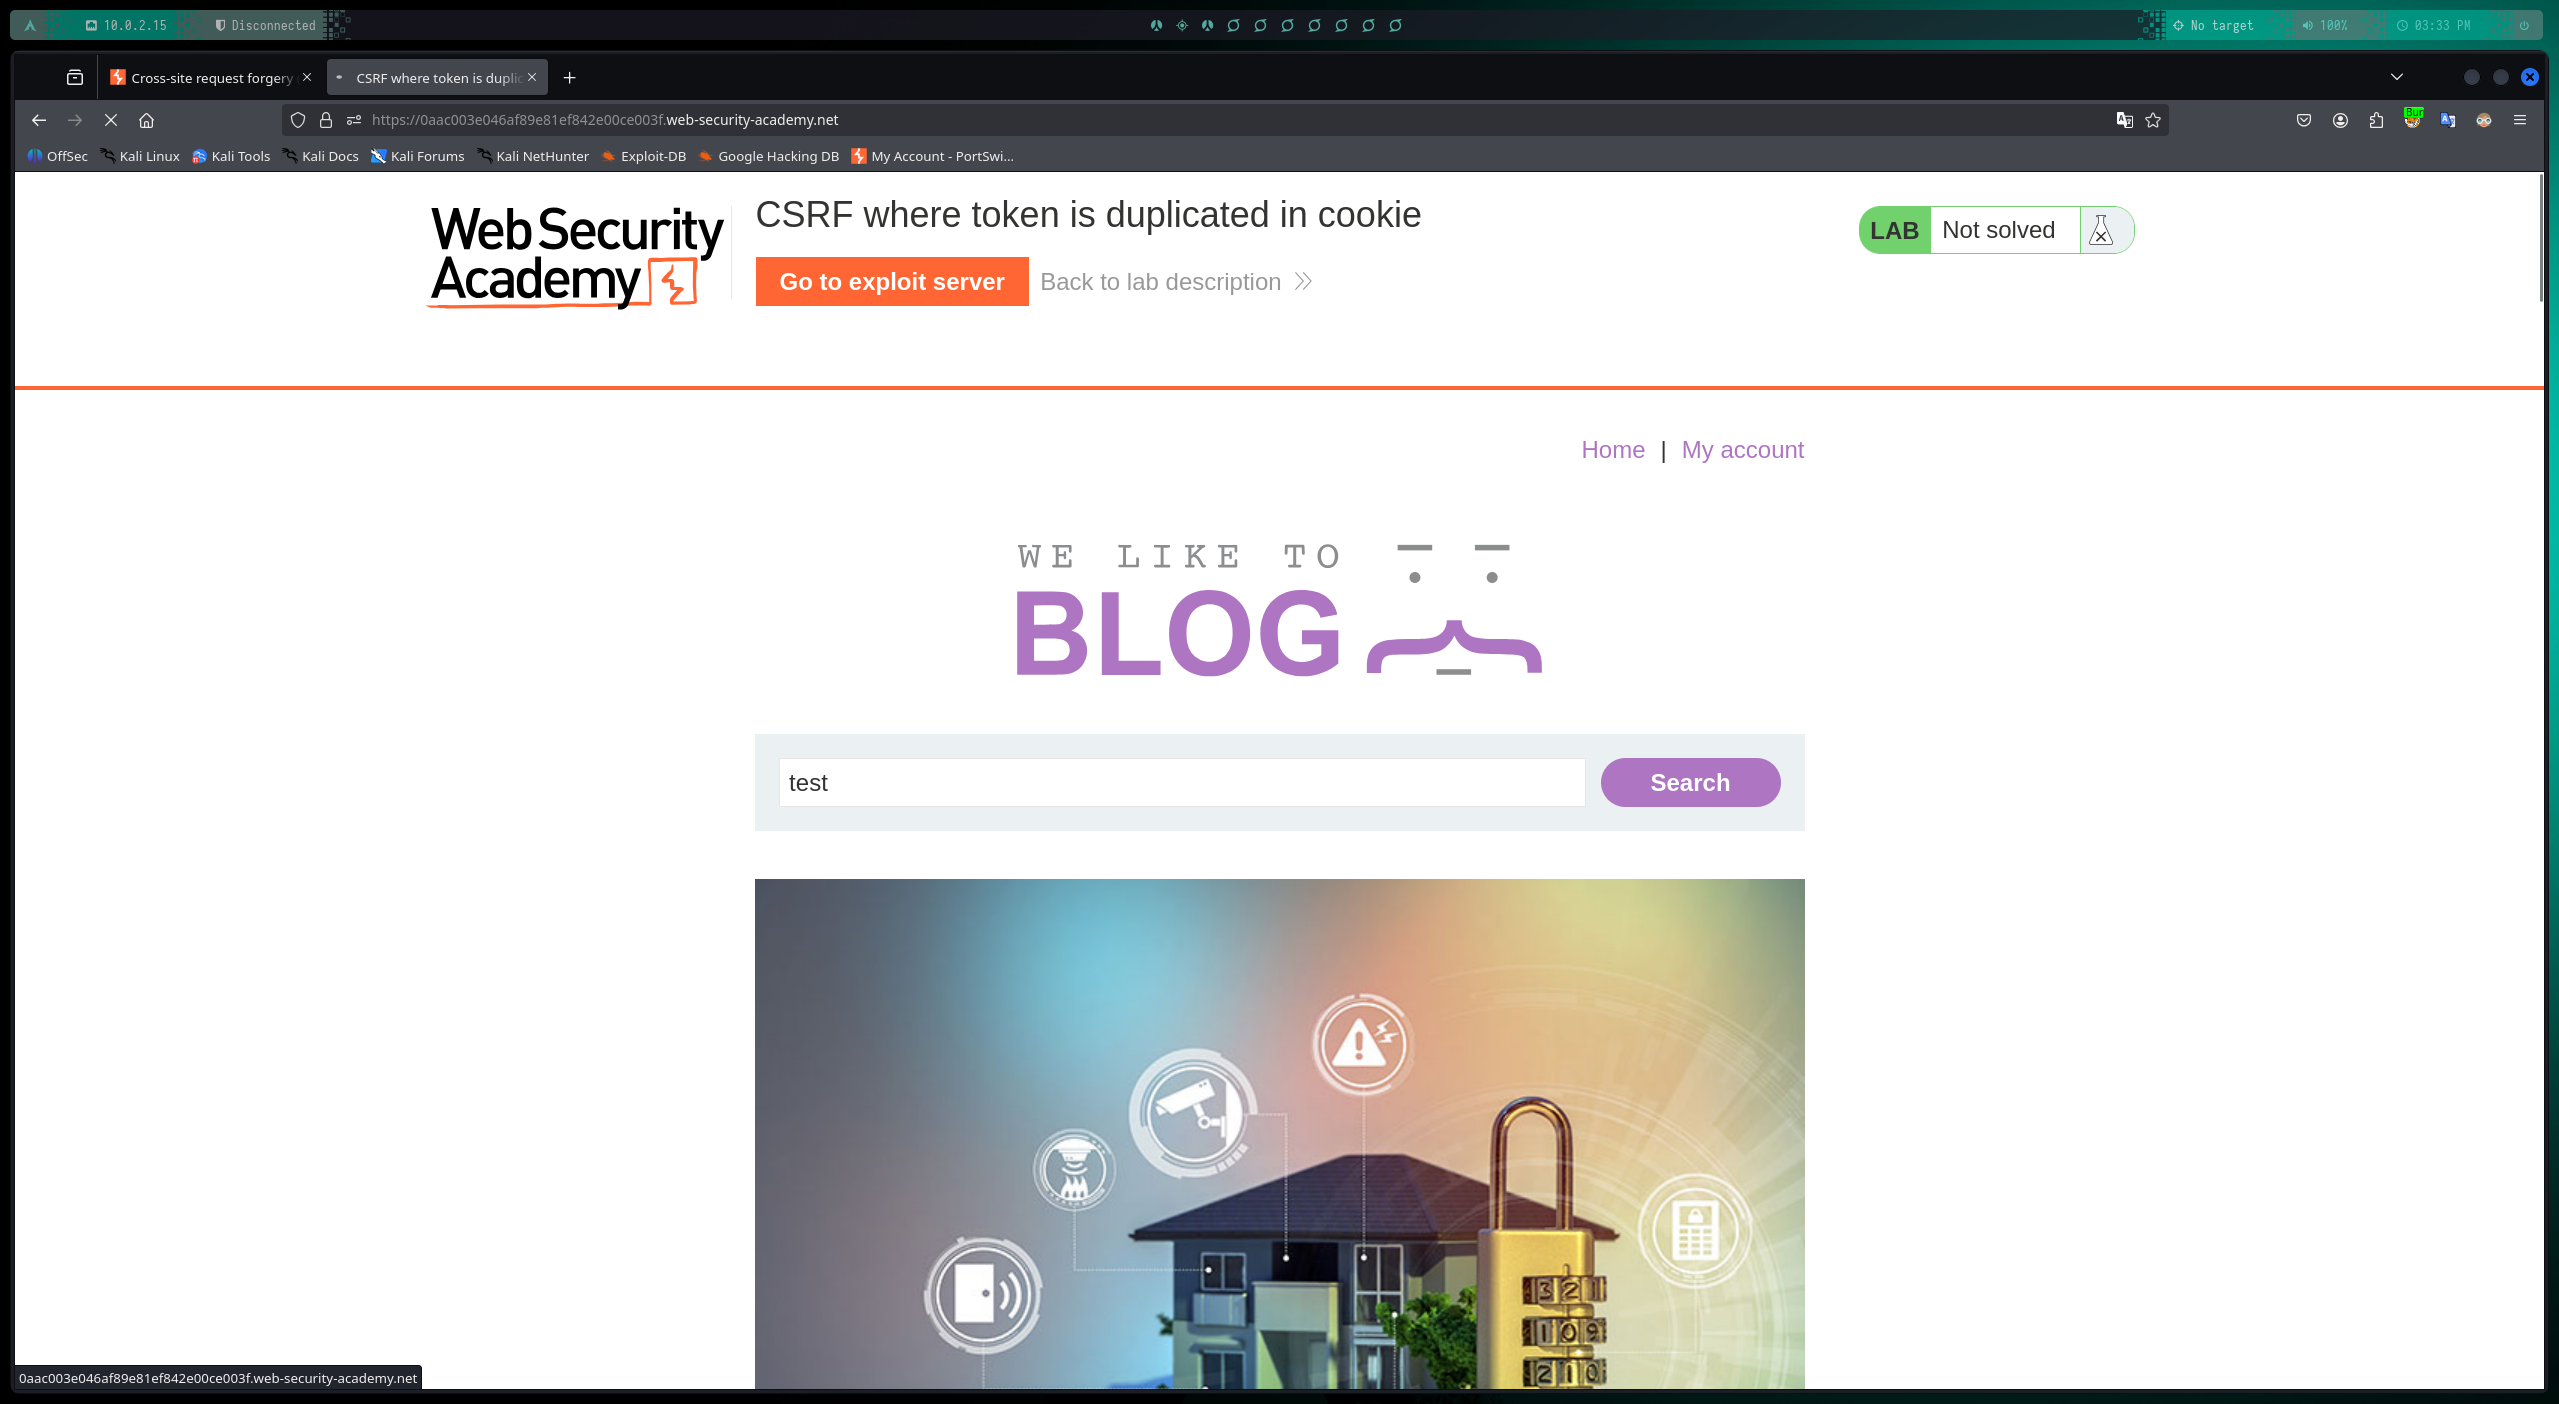 10.0.2.15
Disconnected
No target
100%
03:33 PM
Cross-site request forgery
CSRF where token is duplic
https://0aac003e046af89e81ef842e00ce003f.web-security-academy.net
Bur
OffSec
Kali Linux
Kali Tools
Kali Docs
Kali Forums
Kali NetHunter
Exploit-DB
Google Hacking DB
My Account - PortSwi...
Web Security
Academy
CSRF where token is duplicated in cookie
Go to exploit server
Back to lab description
LAB
Not solved
Home | My account
WE LIKE TO
BLOG
test
Search
321
109
210
0aac003e046af89e81ef842e00ce003f.web-security-academy.net